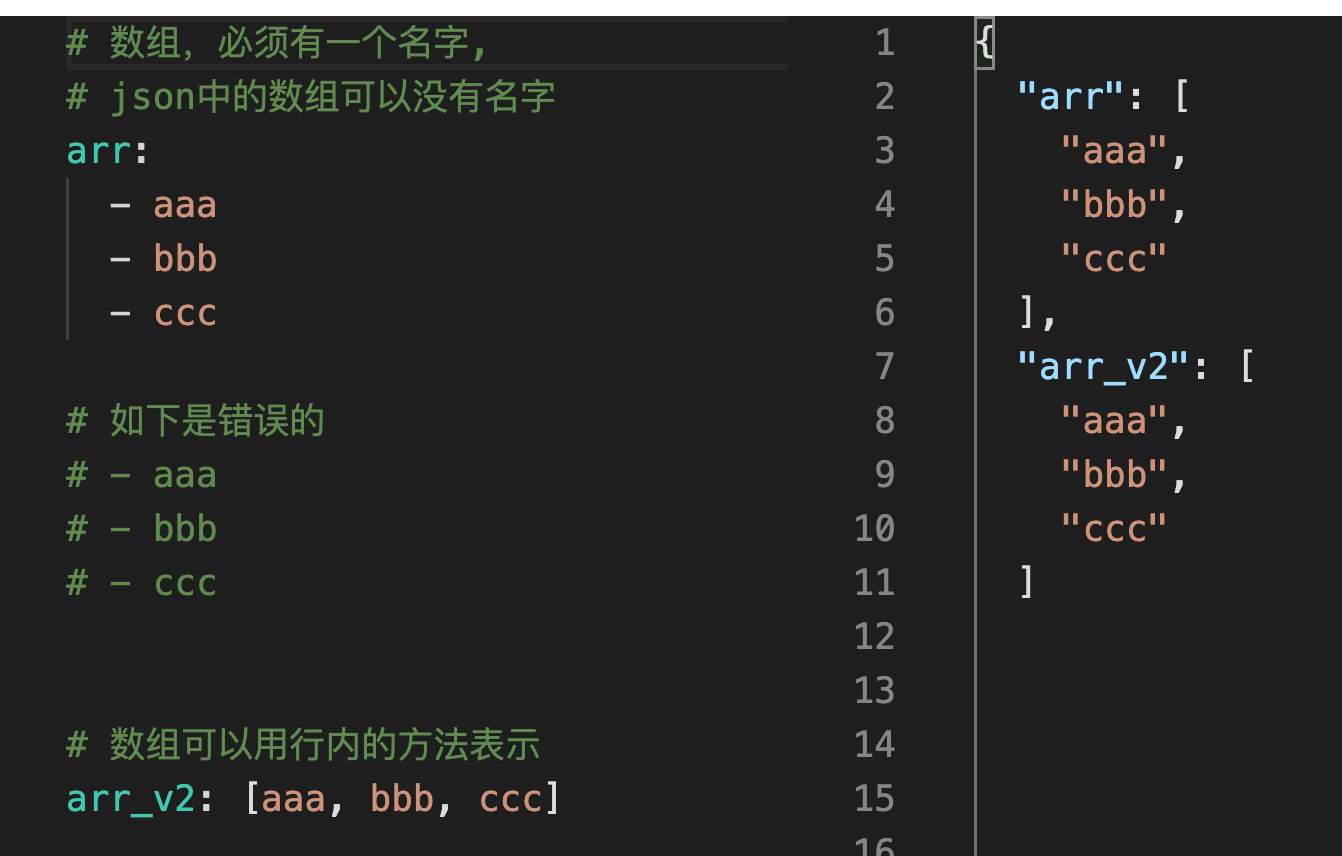 # 数组，必须有一个名字,
# json中的数组可以没有名字
arr:
  - aaa
  - bbb
  - ccc
# 如下是错误的
# - aaa
# - bbb
# - ccc
# 数组可以用行内的方法表示
arr_v2: [aaa, bbb, ccc]
1 {
2   "arr": [
3     "aaa",
4     "bbb",
5     "ccc"
6   ],
7   "arr_v2": [
8     "aaa",
9     "bbb",
10     "ccc"
11   ]
12
13
14
15
16